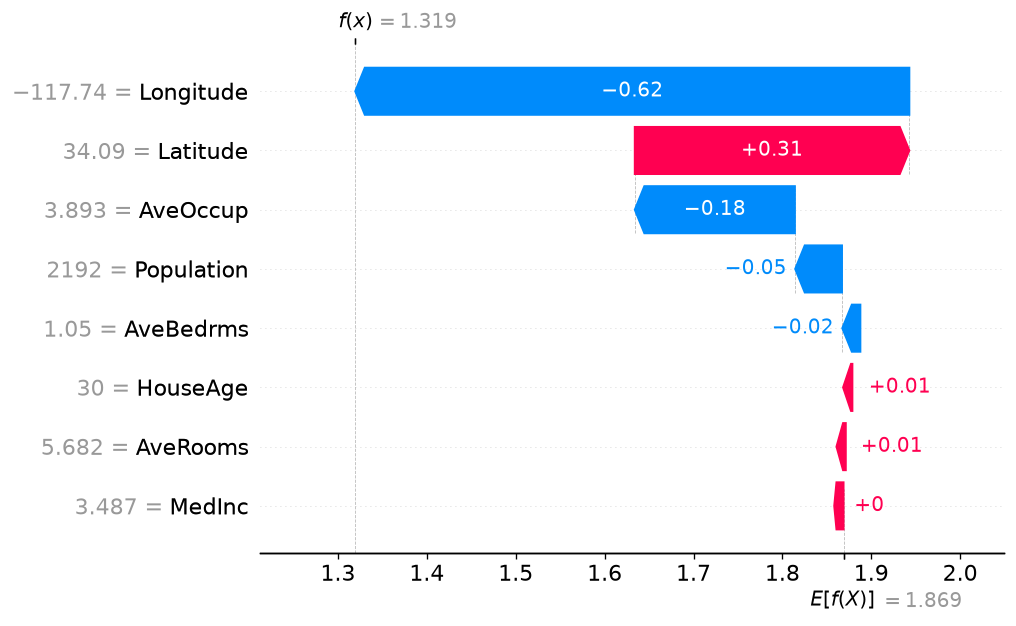 f(x) = 1.319
−117.74 = Longitude −0.62
34.09 = Latitude +0.31
3.893 = AveOccup −0.18
2192 = Population −0.05
1.05 = AveBedrms −0.02
30 = HouseAge +0.01
5.682 = AveRooms +0.01
3.487 = MedInc +0
1.3 1.4 1.5 1.6 1.7 1.8 1.9 2.0
E[f(X)] = 1.869